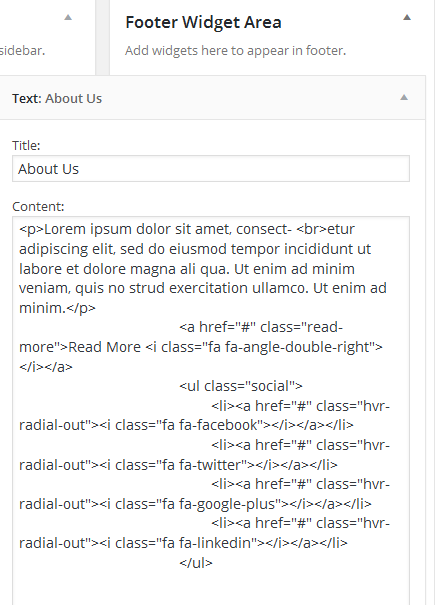 sidebar.
Footer Widget Area
Add widgets here to appear in footer.
Text: About Us
Title:
About Us
Content:
<p>Lorem ipsum dolor sit amet, consect- <br>etur
adipiscing elit, sed do eiusmod tempor incididunt ut
labore et dolore magna ali qua. Ut enim ad minim
veniam, quis no strud exercitation ullamco. Ut enim ad
minim.</p>
<a href="#" class="read-
more">Read More <i class="fa fa-angle-double-right">
</i></a>
<ul class="social">
<li><a href="#" class="hvr-
radial-out"><i class="fa fa-facebook"></i></a></li>
<li><a href="#" class="hvr-
radial-out"><i class="fa fa-twitter"></i></a></li>
<li><a href="#" class="hvr-
radial-out"><i class="fa fa-google-plus"></i></a></li>
<li><a href="#" class="hvr-
radial-out"><i class="fa fa-linkedin"></i></a></li>
</ul>